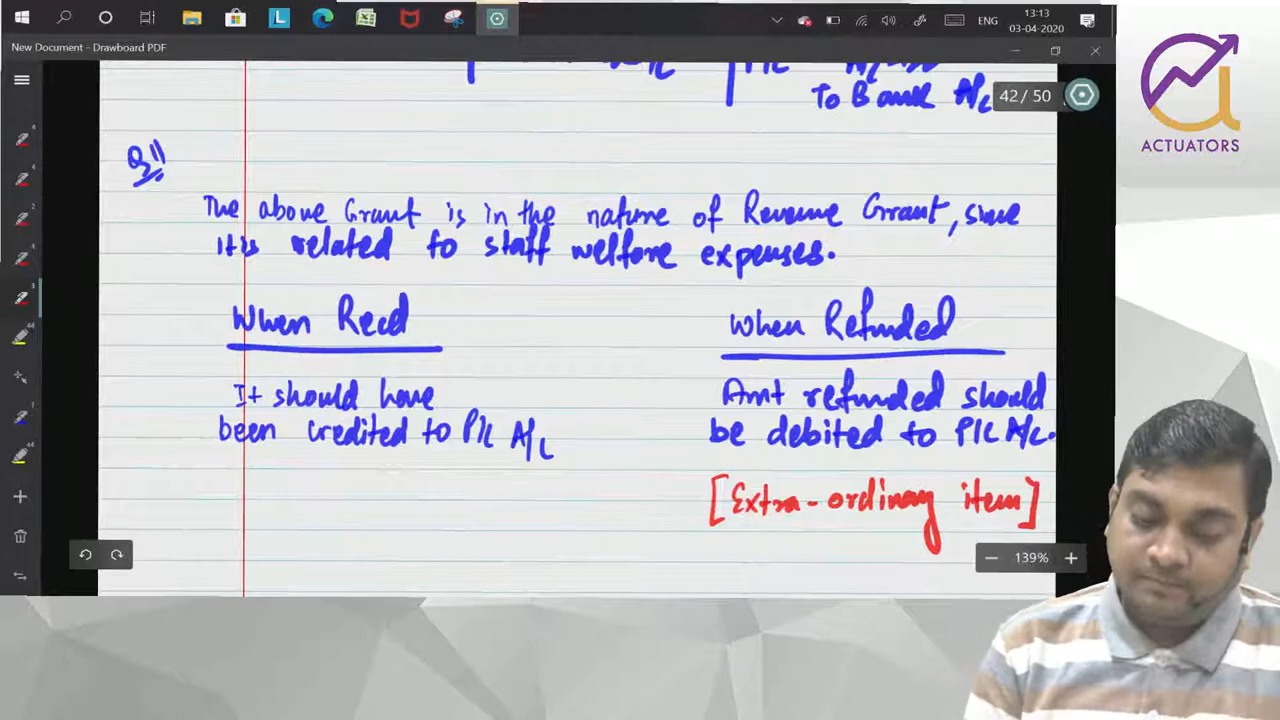 13:13
ENG
03-04-2020
New Document - Drawboard PDF
To Bank A/c
42 / 50
ACTUATORS
The above Grant is in the nature of Revenue Grant, since
it is related to staff welfare expenses.
When Recd
When Refunded
It should have
been credited to P/L A/c
Amt refunded should
be debited to P/L A/c.
[Extra-ordinary item]
139%